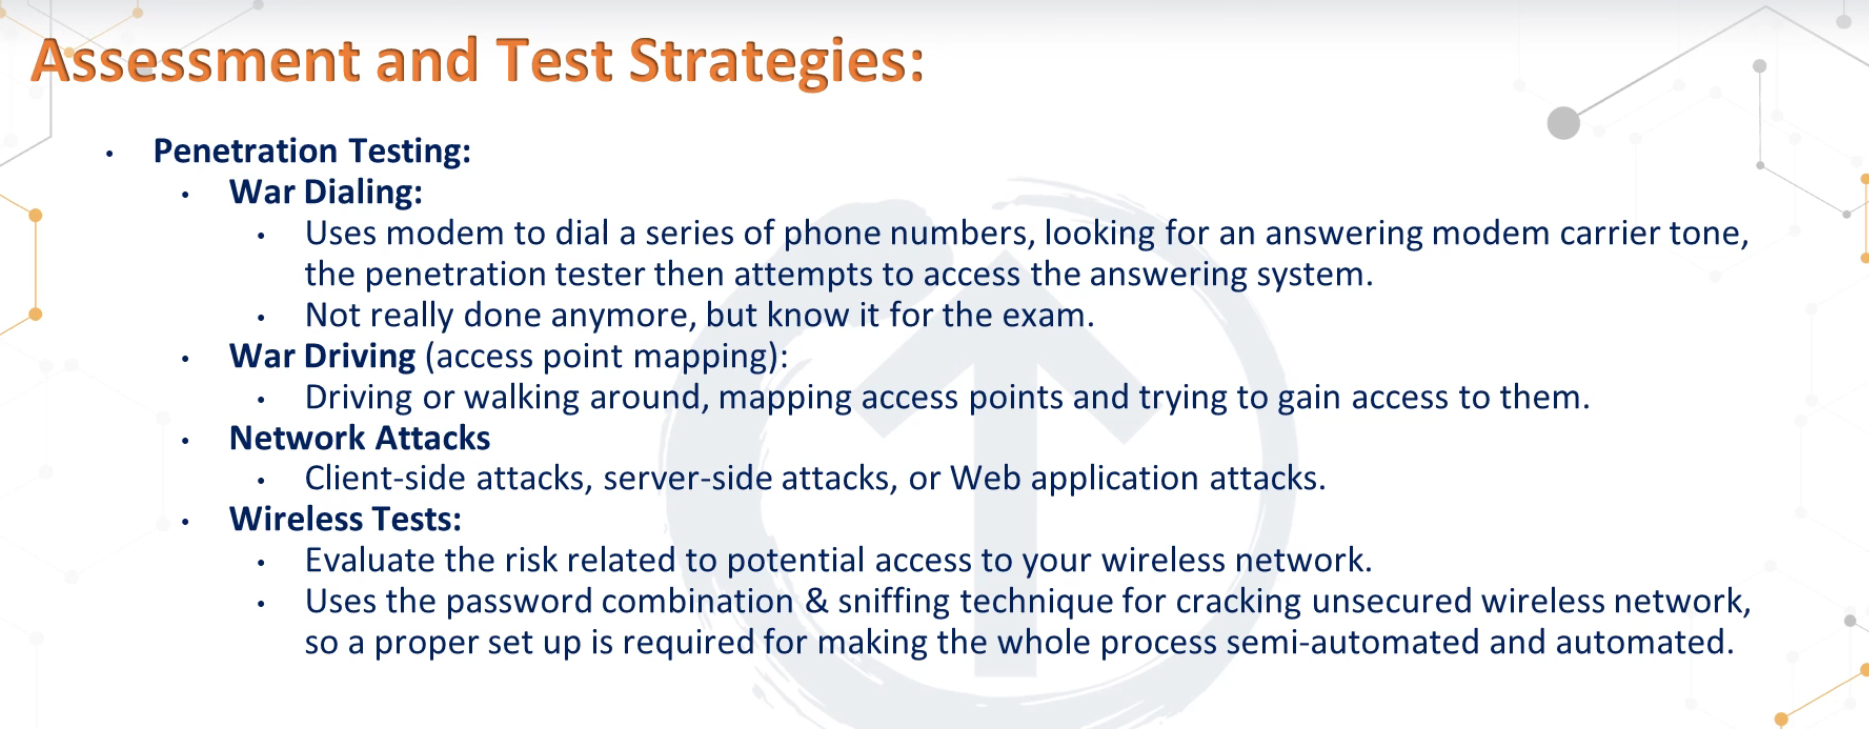 Assessment and Test Strategies:
• Penetration Testing:
• War Dialing:
• Uses modem to dial a series of phone numbers, looking for an answering modem carrier tone,
the penetration tester then attempts to access the answering system.
• Not really done anymore, but know it for the exam.
• War Driving (access point mapping):
• Driving or walking around, mapping access points and trying to gain access to them.
• Network Attacks
• Client-side attacks, server-side attacks, or Web application attacks.
• Wireless Tests:
• Evaluate the risk related to potential access to your wireless network.
• Uses the password combination & sniffing technique for cracking unsecured wireless network,
so a proper set up is required for making the whole process semi-automated and automated.